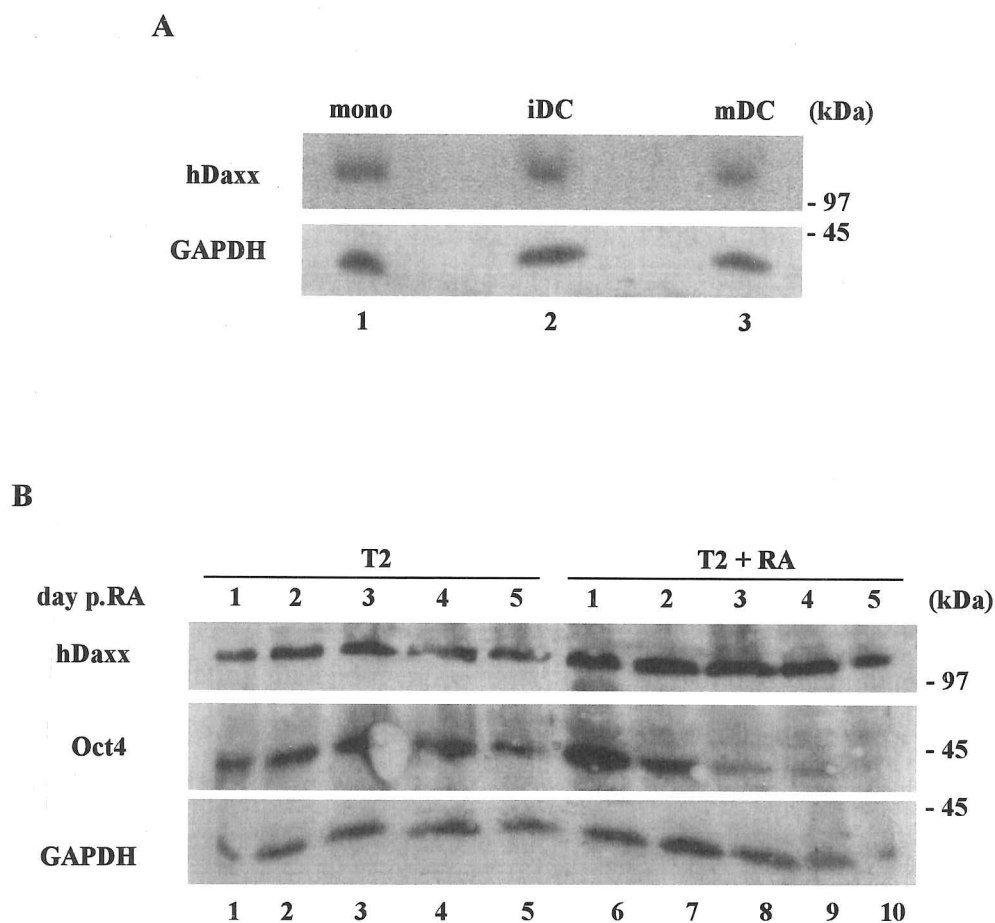 A
mono iDC mDC (kDa)
hDaxx
- 97
- 45
GAPDH
1 2 3
B
T2 T2 + RA
day p.RA 1 2 3 4 5 1 2 3 4 5 (kDa)
hDaxx
- 97
Oct4 - 45
- 45
GAPDH
1 2 3 4 5 6 7 8 9 10